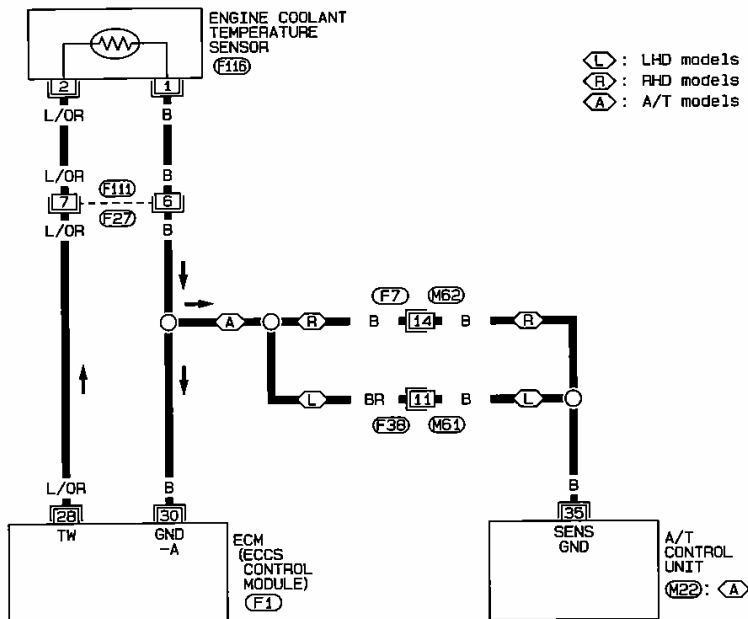 ENGINE COOLANT
TEMPERATURE
SENSOR
F116
L : LHD models
R : RHD models
A : A/T models
2 1
L/OR B
L/OR B
7 F111 6
F27
L/OR B
F7 M62
A R B 14 B R
L BR 11 B L
F38 M61
L/OR B B
28 30 35
TW GND
-A
SENS
GND
ECM
(ECCS
CONTROL
MODULE)
F1
A/T
CONTROL
UNIT
M22 : A